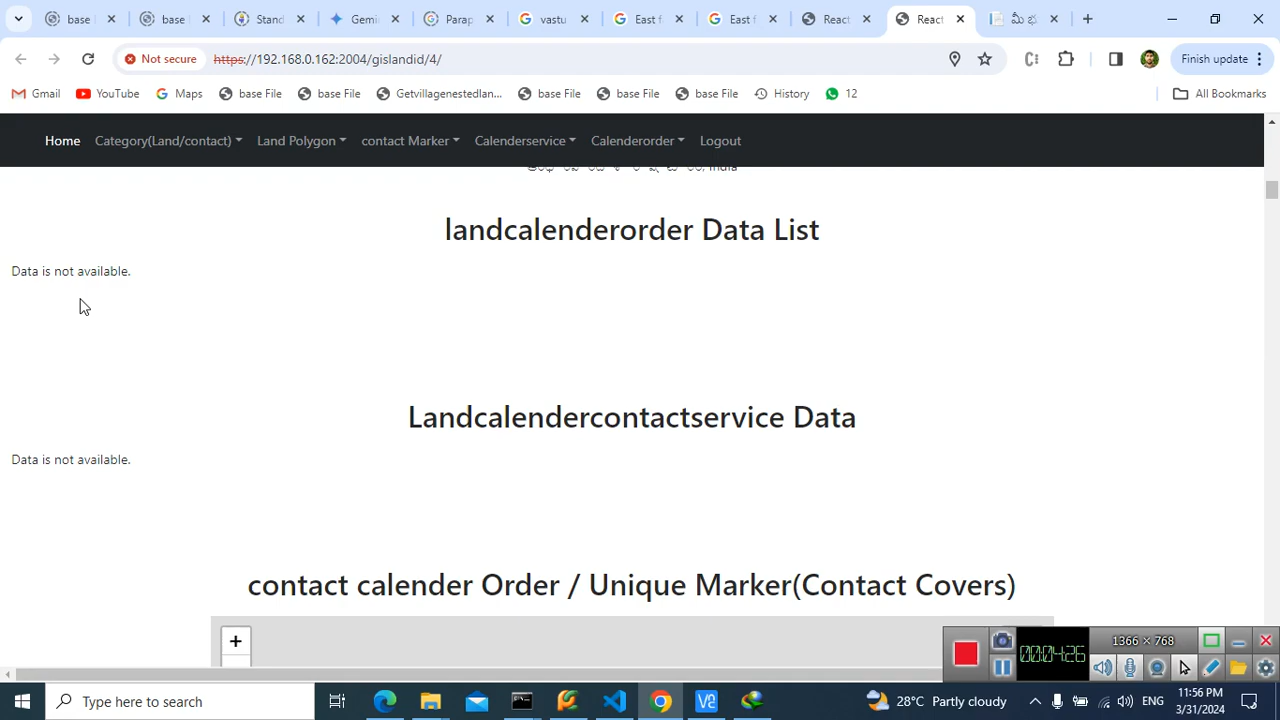 base
base
Stand
Gemi
Parap
vastu
East f
East f
React
React
మీ భ
Not secure
https://192.168.0.162:2004/gislandid/4/
Finish update
Gmail
YouTube
Maps
base File
base File
Getvillagenestedlan...
base File
base File
base File
History
12
All Bookmarks
Home
Category(Land/contact)
Land Polygon
contact Marker
Calenderservice
Calenderorder
Logout
India
landcalenderorder Data List
Data is not available.
Landcalendercontactservice Data
Data is not available.
contact calender Order / Unique Marker(Contact Covers)
+
00:04:26
1366 × 768
Type here to search
28°C Partly cloudy
ENG
11:56 PM
3/31/2024